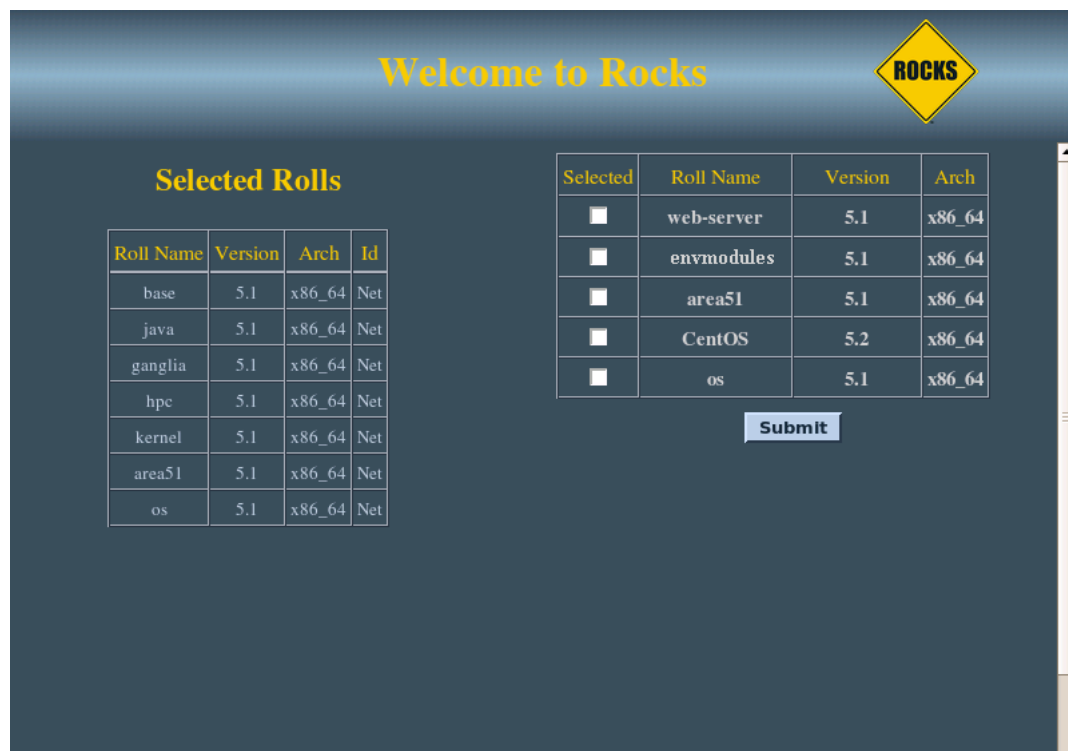 Welcome to Rocks
ROCKS
Selected Rolls
Roll Name Version Arch Id
base 5.1 x86_64 Net
java 5.1 x86_64 Net
ganglia 5.1 x86_64 Net
hpc 5.1 x86_64 Net
kernel 5.1 x86_64 Net
area51 5.1 x86_64 Net
os 5.1 x86_64 Net
Selected Roll Name Version Arch
web-server 5.1 x86_64
envmodules 5.1 x86_64
area51 5.1 x86_64
CentOS 5.2 x86_64
os 5.1 x86_64
Submit